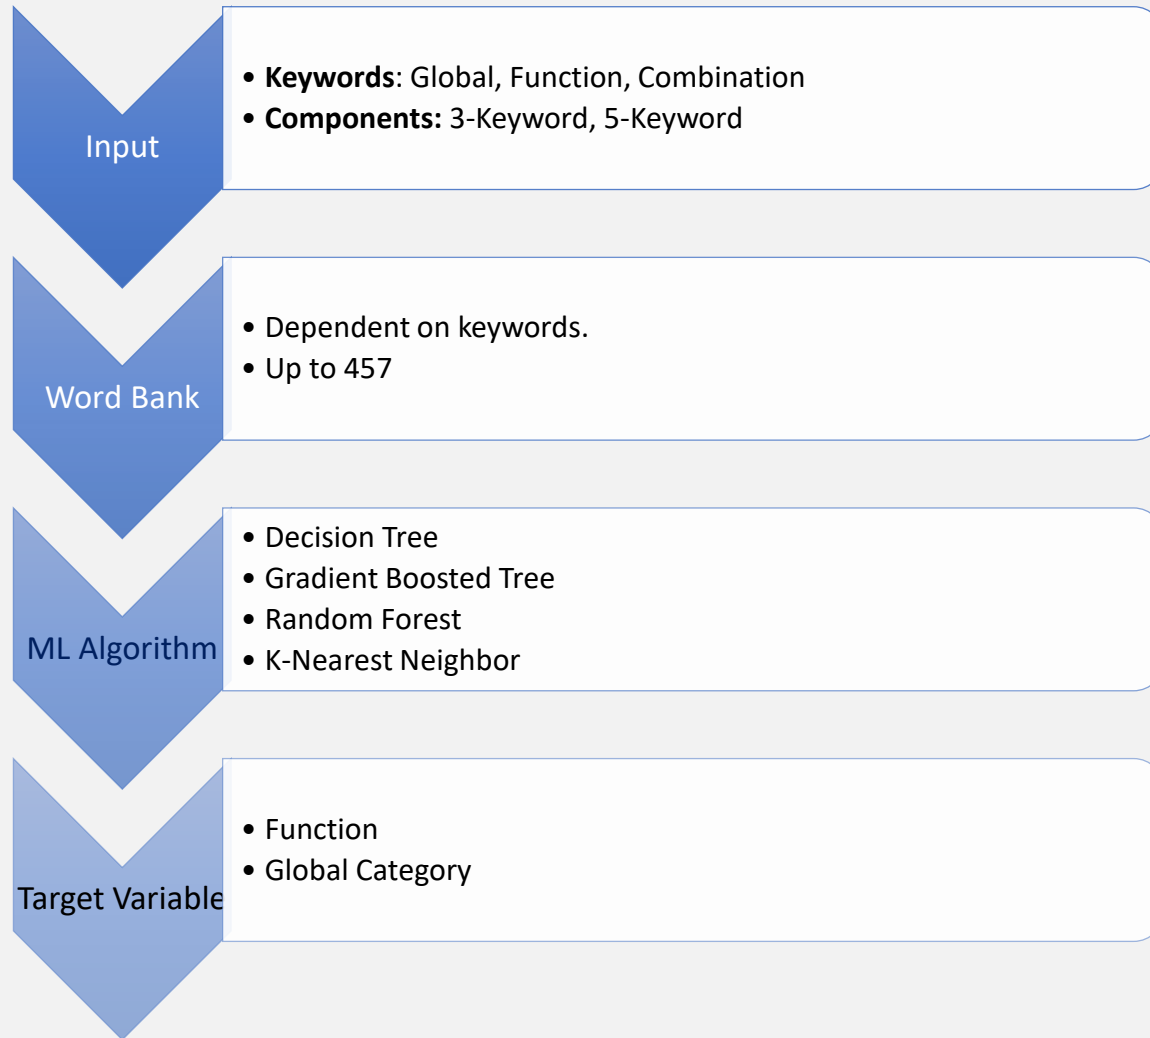 Input
• Keywords: Global, Function, Combination
• Components: 3-Keyword, 5-Keyword
Word Bank
• Dependent on keywords.
• Up to 457
ML Algorithm
• Decision Tree
• Gradient Boosted Tree
• Random Forest
• K-Nearest Neighbor
Target Variable
• Function
• Global Category